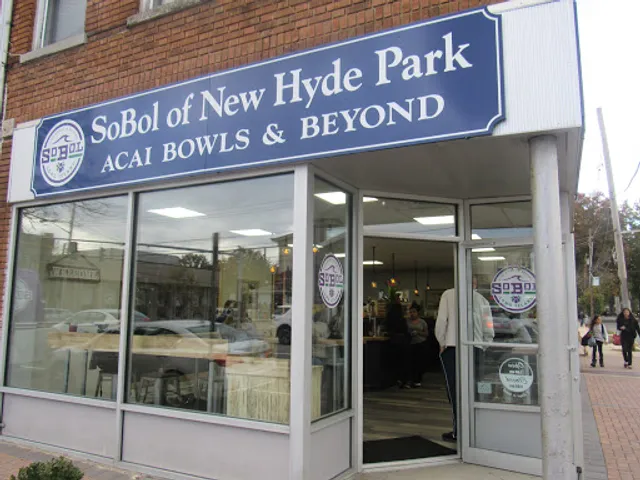 SoBol of New Hyde Park
SOBOL
ACAI BOWLS & BEYOND
SOBOL
SOBOL